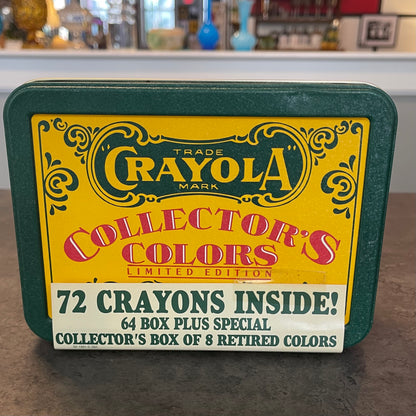 TRADE
"CRAYOLA"
MARK
COLLECTOR'S
COLORS
LIMITED EDITION
72 CRAYONS INSIDE!
64 BOX PLUS SPECIAL
COLLECTOR'S BOX OF 8 RETIRED COLORS